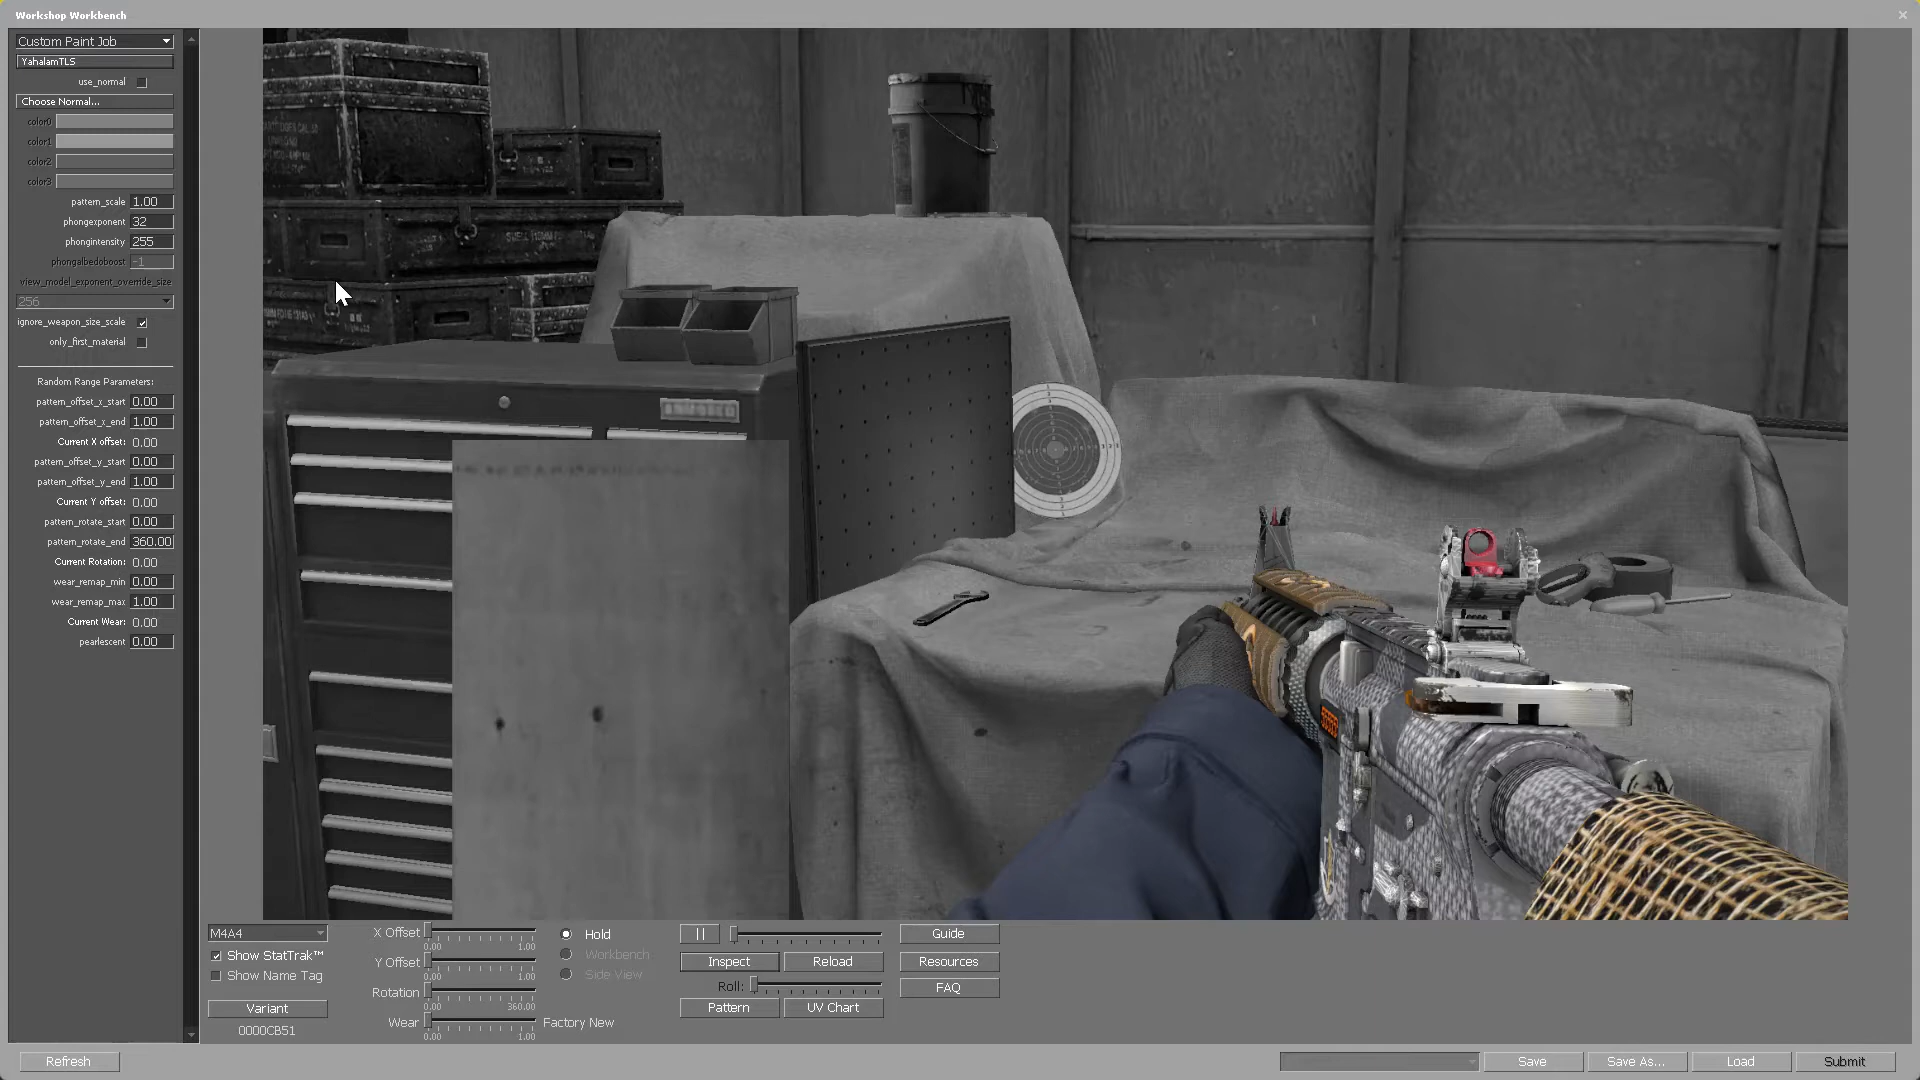 Workshop Workbench
Custom Paint Job
YahalamTLS
use_normal
Choose Normal...
color0
color1
color2
color3
pattern_scale 1.00
phongexponent 32
phongintensity 255
phongalbedoboost -1
view_model_exponent_override_size
256
ignore_weapon_size_scale
only_first_material
Random Range Parameters:
pattern_offset_x_start 0.00
pattern_offset_x_end 1.00
Current X offset: 0.00
pattern_offset_y_start 0.00
pattern_offset_y_end 1.00
Current Y offset: 0.00
pattern_rotate_start 0.00
pattern_rotate_end 360.00
Current Rotation: 0.00
wear_remap_min 0.00
wear_remap_max 1.00
Current Wear: 0.00
pearlescent 0.00
M4A4
Show StatTrak™
Show Name Tag
Variant
0000CB51
X Offset
0.00 1.00
Y Offset
0.00 1.00
Rotation
0.00 360.00
Wear Factory New
0.00 1.00
Hold
Workbench
Side View
Inspect Reload
Roll:
Pattern UV Chart
Guide
Resources
FAQ
Refresh
Save Save As... Load Submit